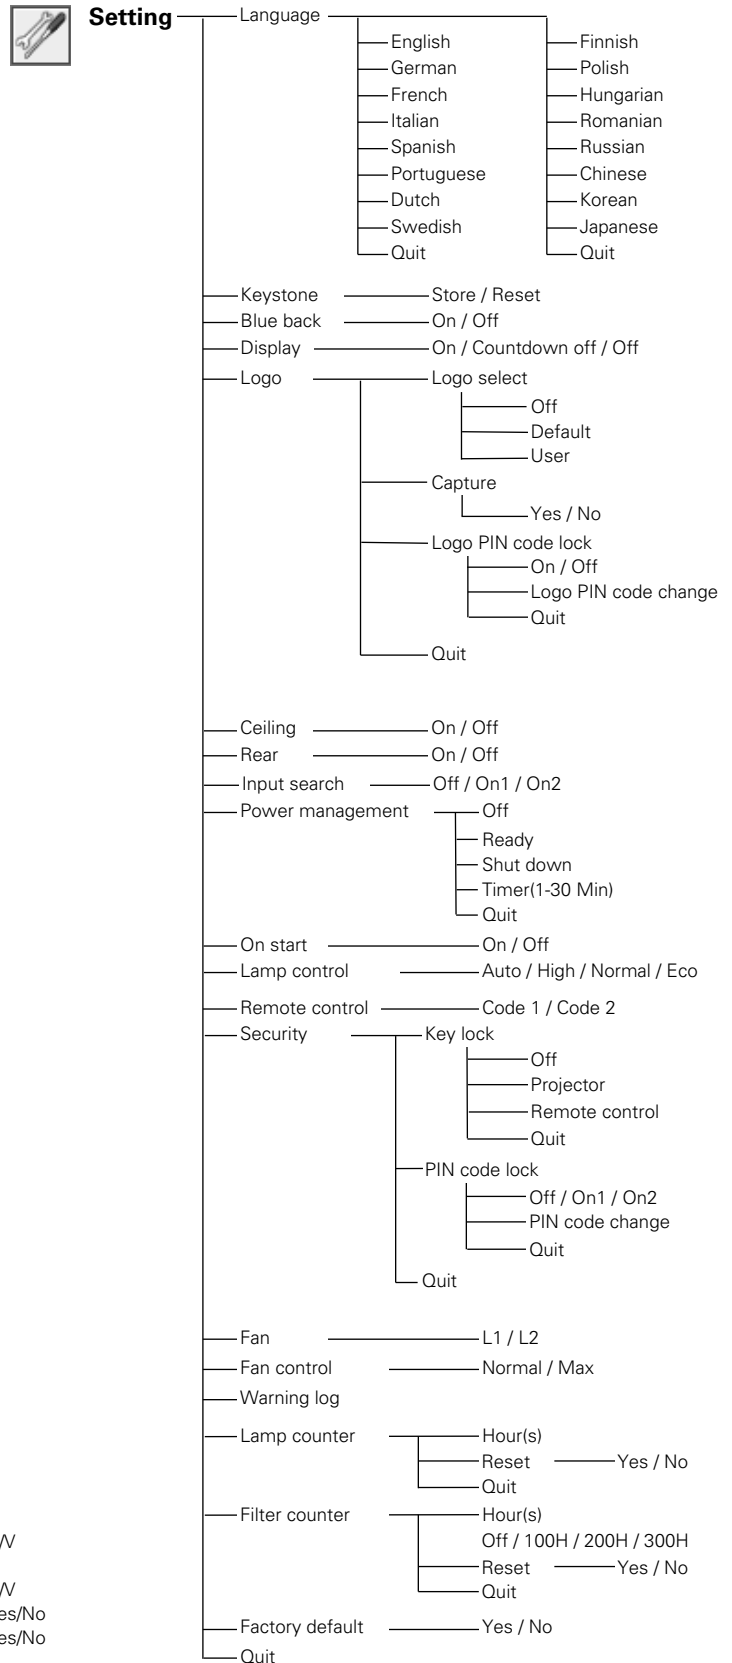 Setting Language
English Finnish
German Polish
French Hungarian
Italian Romanian
Spanish Russian
Portuguese Chinese
Dutch Korean
Swedish Japanese
Quit Quit
Keystone Store / Reset
Blue back On / Off
Display On / Countdown off / Off
Logo Logo select
Off
Default
User
Capture
Yes / No
Logo PIN code lock
On / Off
Logo PIN code change
Quit
Quit
Ceiling On / Off
Rear On / Off
Input search Off / On1 / On2
Power management Off
Ready
Shut down
Timer(1-30 Min)
Quit
On start On / Off
Lamp control Auto / High / Normal / Eco
Remote control Code 1 / Code 2
Security Key lock
Off
Projector
Remote control
Quit
PIN code lock
Off / On1 / On2
PIN code change
Quit
Quit
Fan L1 / L2
Fan control Normal / Max
Warning log
Lamp counter Hour(s)
Reset Yes / No
Quit
Filter counter Hour(s)
Off / 100H / 200H / 300H
Reset Yes / No
Quit
Factory default Yes / No
Quit
es/No
es/No